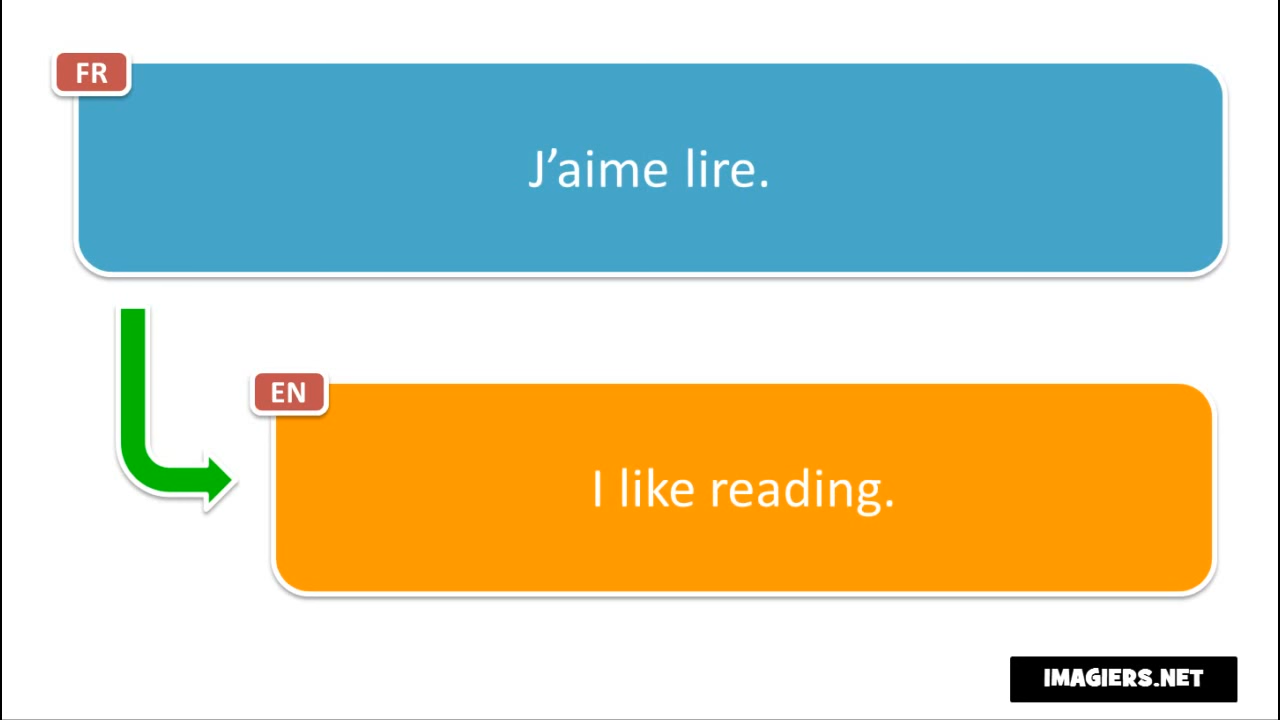 FR
J’aime lire.
EN
I like reading.
IMAGIERS.NET